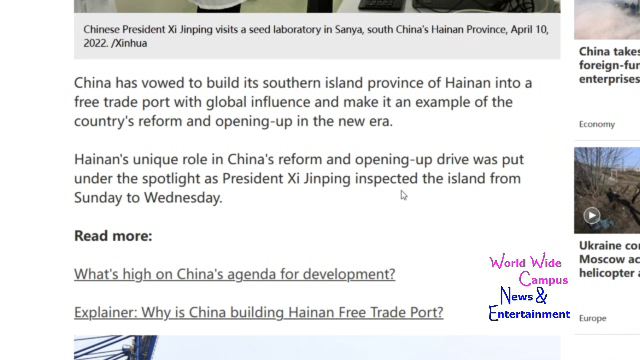 Chinese President Xi Jinping visits a seed laboratory in Sanya, south China's Hainan Province, April 10,
2022. /Xinhua
China has vowed to build its southern island province of Hainan into a
free trade port with global influence and make it an example of the
country's reform and opening-up in the new era.
Hainan's unique role in China's reform and opening-up drive was put
under the spotlight as President Xi Jinping inspected the island from
Sunday to Wednesday.
Read more:
What's high on China's agenda for development?
Explainer: Why is China building Hainan Free Trade Port?
China takes
foreign-fun
enterprises
Economy
Ukraine co
Moscow ac
helicopter a
Europe
World Wide
Campus
News &
Entertainment